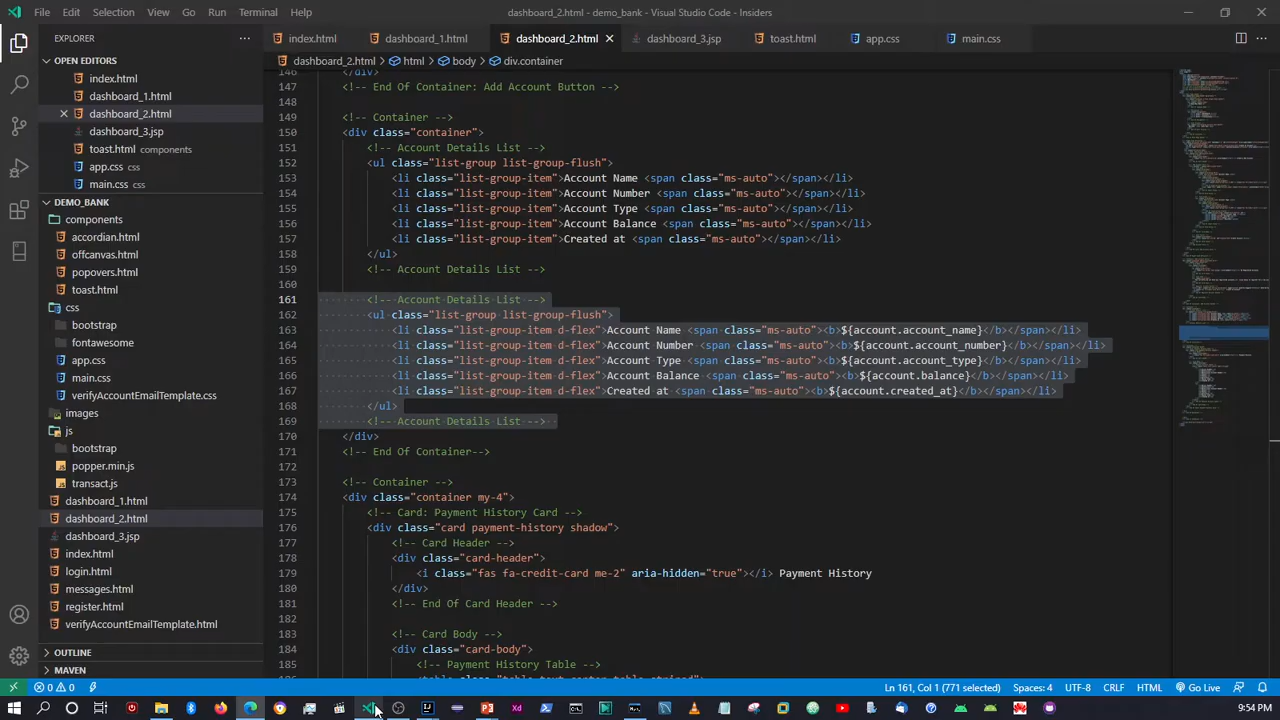 File Edit Selection View Go Run Terminal Help
dashboard_2.html - demo_bank - Visual Studio Code - Insiders
EXPLORER
index.html dashboard_1.html dashboard_2.html dashboard_3.jsp toast.html app.css main.css
OPEN EDITORS
dashboard_2.html > html > body > div.container
index.html
dashboard_1.html
dashboard_2.html
dashboard_3.jsp
toast.html components
app.css css
main.css css
DEMO_BANK
components
accordian.html
offcanvas.html
popovers.html
toast.html
css
bootstrap
fontawesome
app.css
main.css
verifyAccountEmailTemplate.css
images
js
bootstrap
popper.min.js
transact.js
dashboard_1.html
dashboard_2.html
dashboard_3.jsp
index.html
login.html
messages.html
register.html
verifyAccountEmailTemplate.html
OUTLINE
MAVEN
146 </div>
147 <!-- End Of Container: Add Account Button -->
148
149 <!-- Container -->
150 <div class="container">
151 <!-- Account Details List -->
152 <ul class="list-group list-group-flush">
153 <li class="list-group-item">Account Name <span class="ms-auto"></span></li>
154 <li class="list-group-item">Account Number <span class="ms-auto"></span></li>
155 <li class="list-group-item">Account Type <span class="ms-auto"></span></li>
156 <li class="list-group-item">Account Balance <span class="ms-auto"></span></li>
157 <li class="list-group-item">Created at <span class="ms-auto"></span></li>
158 </ul>
159 <!-- Account Details List -->
160
161 <!-- Account Details List -->
162 <ul class="list-group list-group-flush">
163 <li class="list-group-item d-flex">Account Name <span class="ms-auto"><b>${account.account_name}</b></span></li>
164 <li class="list-group-item d-flex">Account Number <span class="ms-auto"><b>${account.account_number}</b></span></li>
165 <li class="list-group-item d-flex">Account Type <span class="ms-auto"><b>${account.account_type}</b></span></li>
166 <li class="list-group-item d-flex">Account Balance <span class="ms-auto"><b>${account.balance}</b></span></li>
167 <li class="list-group-item d-flex">Created at <span class="ms-auto"><b>${account.created_at}</b></span></li>
168 </ul>
169 <!-- Account Details List -->
170 </div>
171 <!-- End Of Container-->
172
173 <!-- Container -->
174 <div class="container my-4">
175 <!-- Card: Payment History Card -->
176 <div class="card payment-history shadow">
177 <!-- Card Header -->
178 <div class="card-header">
179 <i class="fas fa-credit-card me-2" aria-hidden="true"></i> Payment History
180 </div>
181 <!-- End Of Card Header -->
182
183 <!-- Card Body -->
184 <div class="card-body">
185 <!-- Payment History Table -->
0 0
Ln 161, Col 1 (771 selected) Spaces: 4 UTF-8 CRLF HTML Go Live
9:54 PM